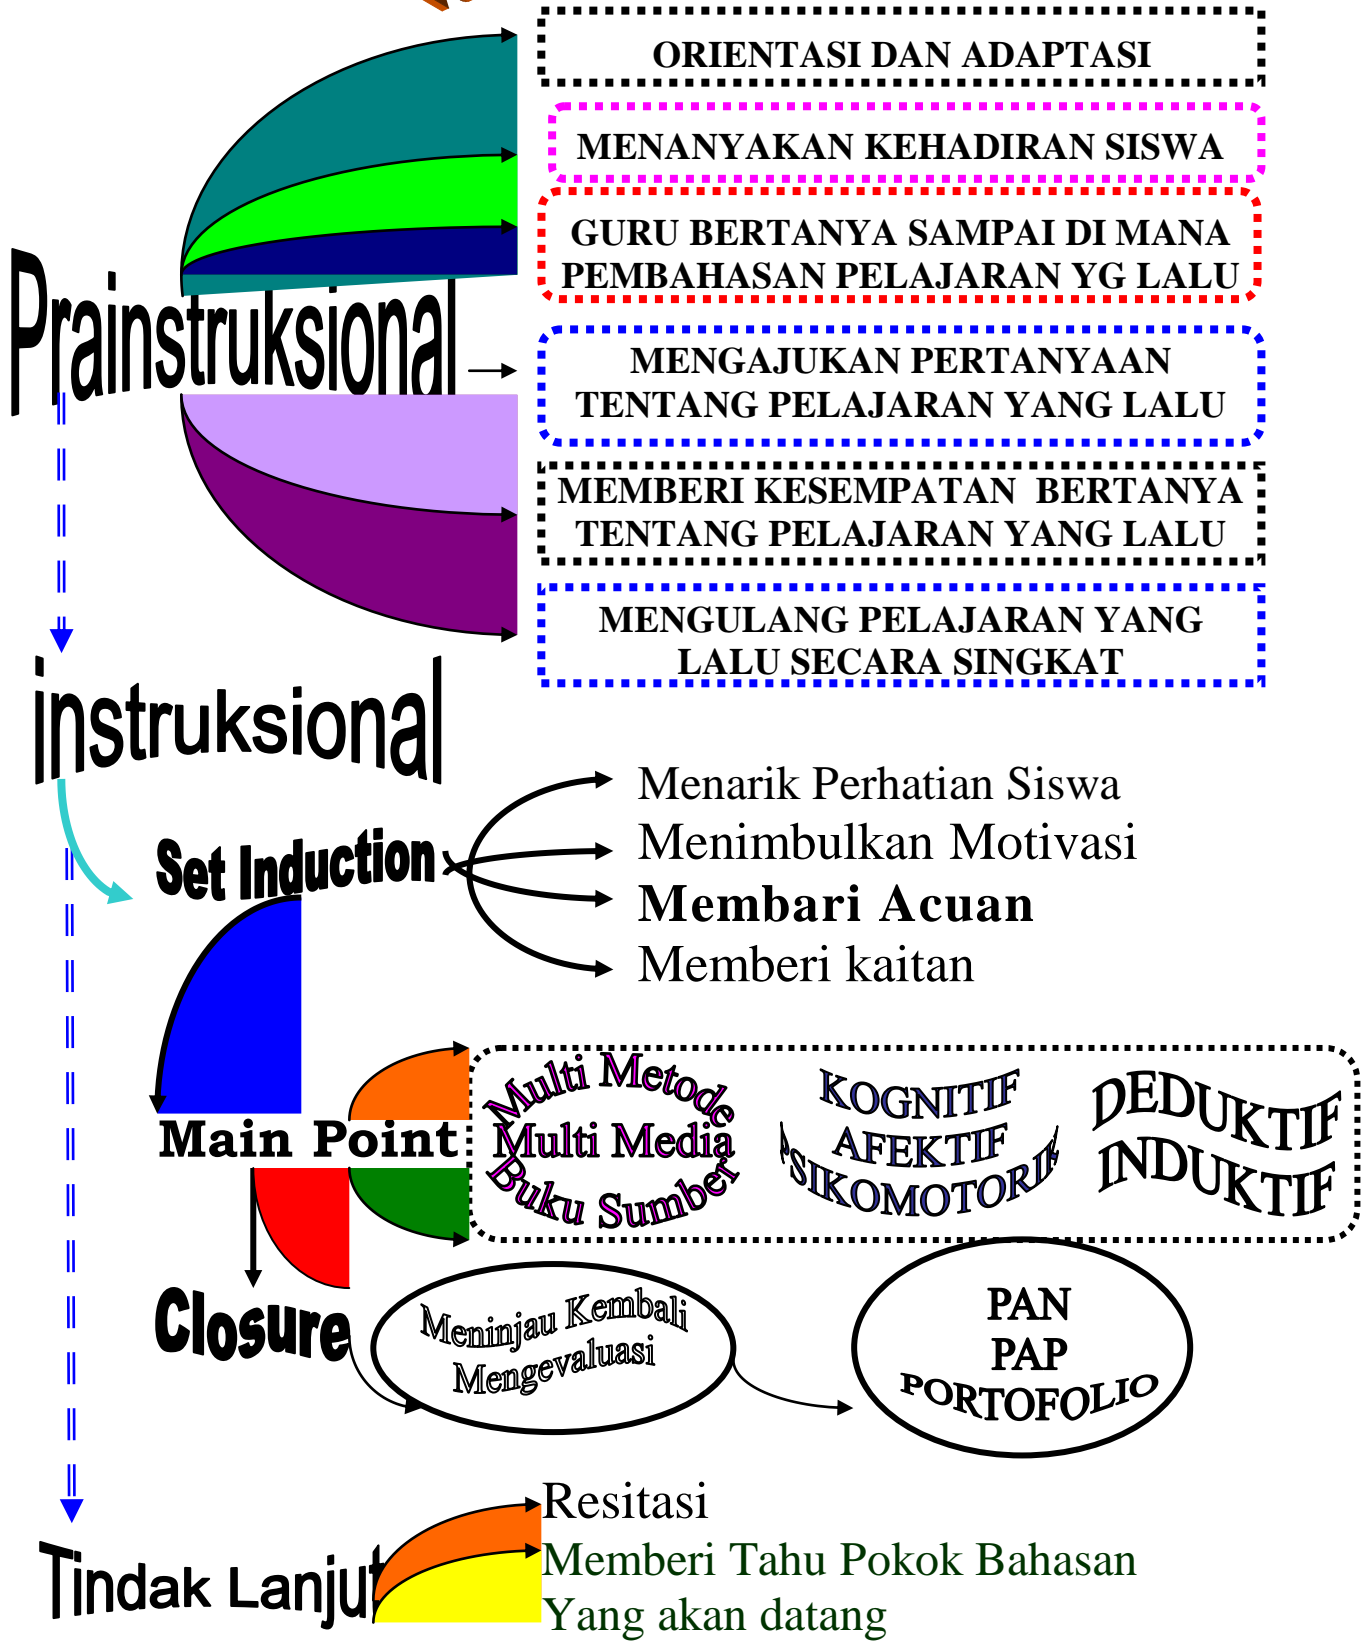 ORIENTASI DAN ADAPTASI
MENANYAKAN KEHADIRAN SISWA
GURU BERTANYA SAMPAI DI MANA
PEMBAHASAN PELAJARAN YG LALU
Prainstruksional
MENGAJUKAN PERTANYAAN
TENTANG PELAJARAN YANG LALU
MEMBERI KESEMPATAN BERTANYA
TENTANG PELAJARAN YANG LALU
MENGULANG PELAJARAN YANG
LALU SECARA SINGKAT
instruksional
Set Induction
Menarik Perhatian Siswa
Menimbulkan Motivasi
Membari Acuan
Memberi kaitan
Main Point
Multi Metode
Multi Media
Buku Sumber
KOGNITIF
AFEKTIF
PSIKOMOTORIK
DEDUKTIF
INDUKTIF
Closure
Meninjau Kembali
Mengevaluasi
PAN
PAP
PORTOFOLIO
Tindak Lanjut
Resitasi
Memberi Tahu Pokok Bahasan
Yang akan datang